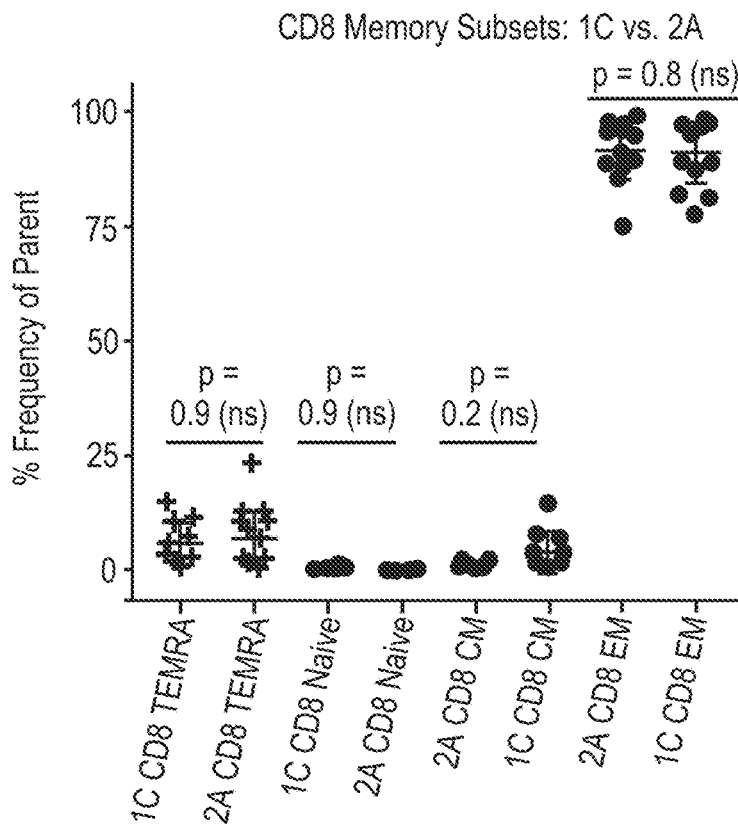 CD8 Memory Subsets: 1C vs. 2A
p = 0.8 (ns)
% Frequency of Parent
100
75
50
25
0
p =
0.9 (ns)
p =
0.9 (ns)
p =
0.2 (ns)
1C CD8 TEMRA
2A CD8 TEMRA
1C CD8 Naive
2A CD8 Naive
2A CD8 CM
1C CD8 CM
2A CD8 EM
1C CD8 EM